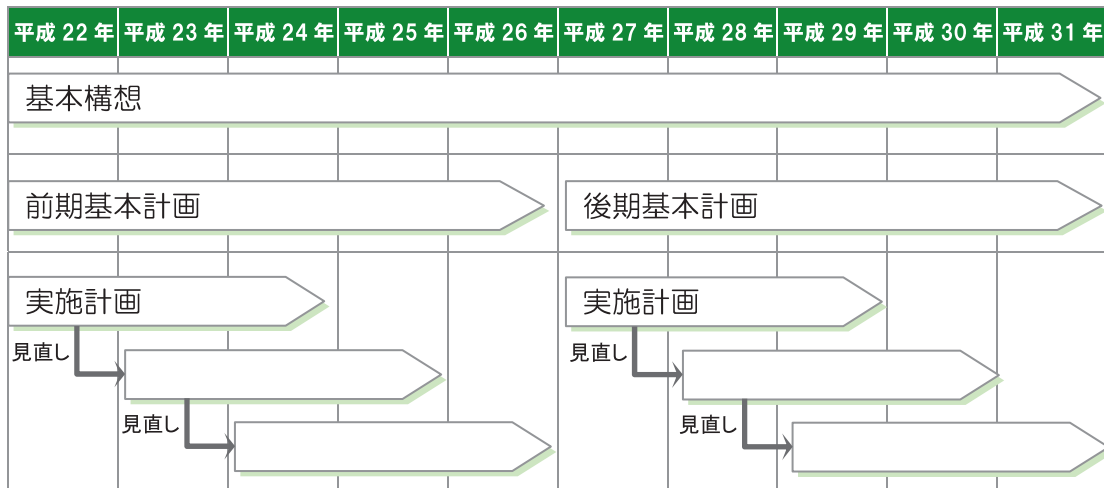 平成 22 年 平成 23 年 平成 24 年 平成 25 年 平成 26 年 平成 27 年 平成 28 年 平成 29 年 平成 30 年 平成 31 年
基本構想
前期基本計画 後期基本計画
実施計画 実施計画
見直し 見直し
見直し 見直し